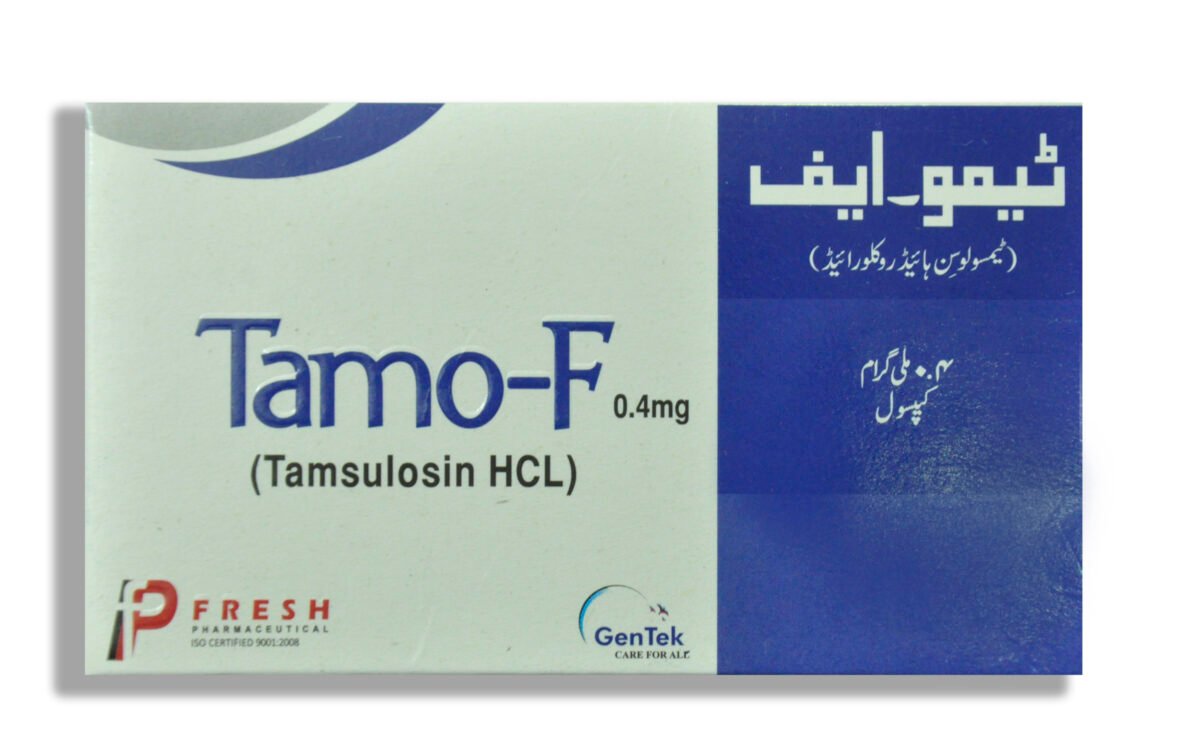 Tamo-F 0.4mg
(Tamsulosin HCL)
FRESH
PHARMACEUTICAL
ISO CERTIFIED 9001:2008
GenTek
CARE FOR ALL
ٹیمو۔ایف
(ٹیمسولوسِن ہائیڈروکلورائیڈ)
۰.۴ ملی گرام
کیپسول